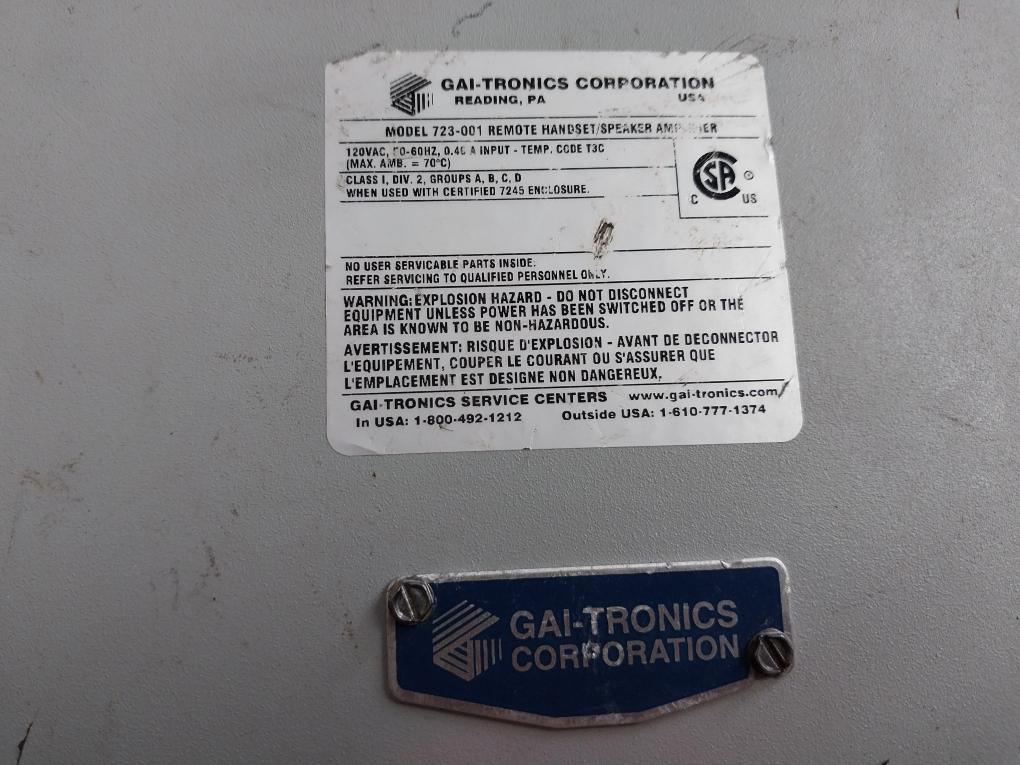 GAI-TRONICS CORPORATION
READING, PA USA
MODEL 723-001 REMOTE HANDSET/SPEAKER
120VAC, A INPUT - TEMP. CODE T3C
(MAX. AMB. = 70°C)
CLASS I, DIV. 2, GROUPS A, B, C, D
WHEN USED WITH CERTIFIED 7245 ENCLOSURE.
CSA
C US
NO USER SERVICABLE PARTS INSIDE.
REFER SERVICING TO QUALIFIED PERSONNEL ONLY.
WARNING: EXPLOSION HAZARD - DO NOT DISCONNECT
EQUIPMENT UNLESS POWER HAS BEEN SWITCHED OFF OR THE
AREA IS KNOWN TO BE NON-HAZARDOUS.
AVERTISSEMENT: RISQUE D'EXPLOSION - AVANT DE DECONNECTOR
L'EQUIPEMENT, COUPER LE COURANT OU S'ASSURER QUE
L'EMPLACEMENT EST DESIGNE NON DANGEREUX.
GAI-TRONICS SERVICE CENTERS www.gai-tronics.com
In USA: 1-800-492-1212 Outside USA: 1-610-777-1374
GAI-TRONICS
CORPORATION